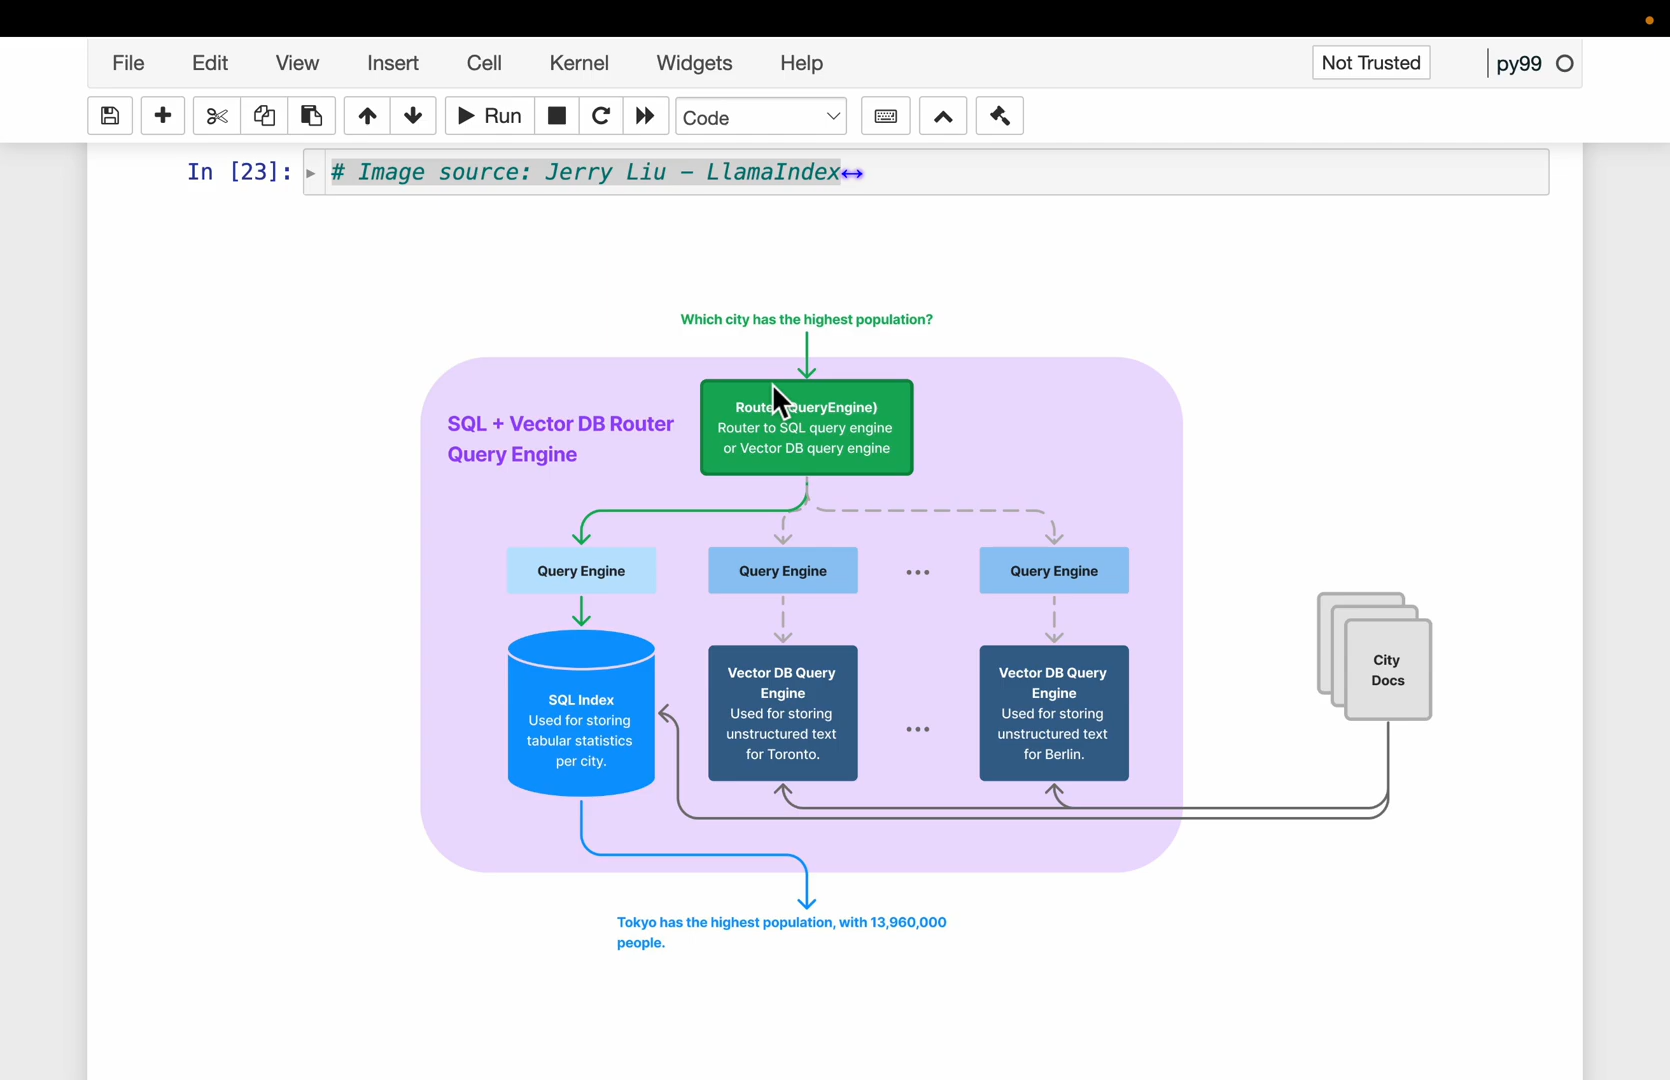 File Edit View Insert Cell Kernel Widgets Help Not Trusted py99
Run Code
In [23]: # Image source: Jerry Liu – LlamaIndex
Which city has the highest population?
SQL + Vector DB Router
Query Engine
QueryEngine)
Router to SQL query engine
or Vector DB query engine
Query Engine
Query Engine
...
Query Engine
SQL Index
Used for storing
tabular statistics
per city.
Vector DB Query
Engine
Used for storing
unstructured text
for Toronto.
...
Vector DB Query
Engine
Used for storing
unstructured text
for Berlin.
City
Docs
Tokyo has the highest population, with 13,960,000
people.